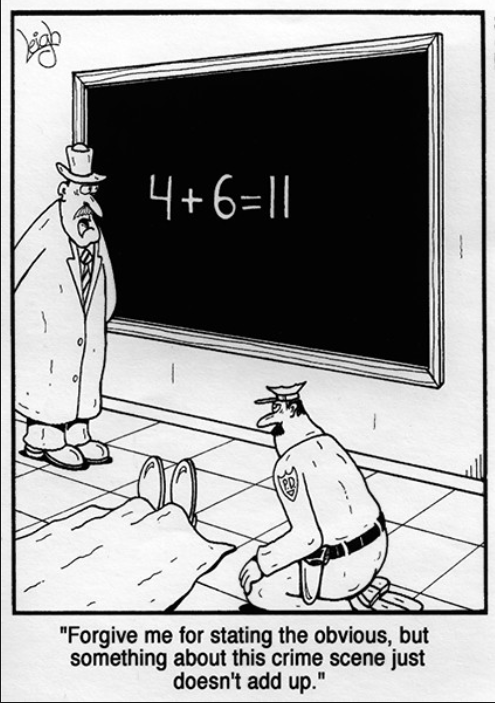 Leigh
4+6=11
P.D.
"Forgive me for stating the obvious, but
something about this crime scene just
doesn't add up."